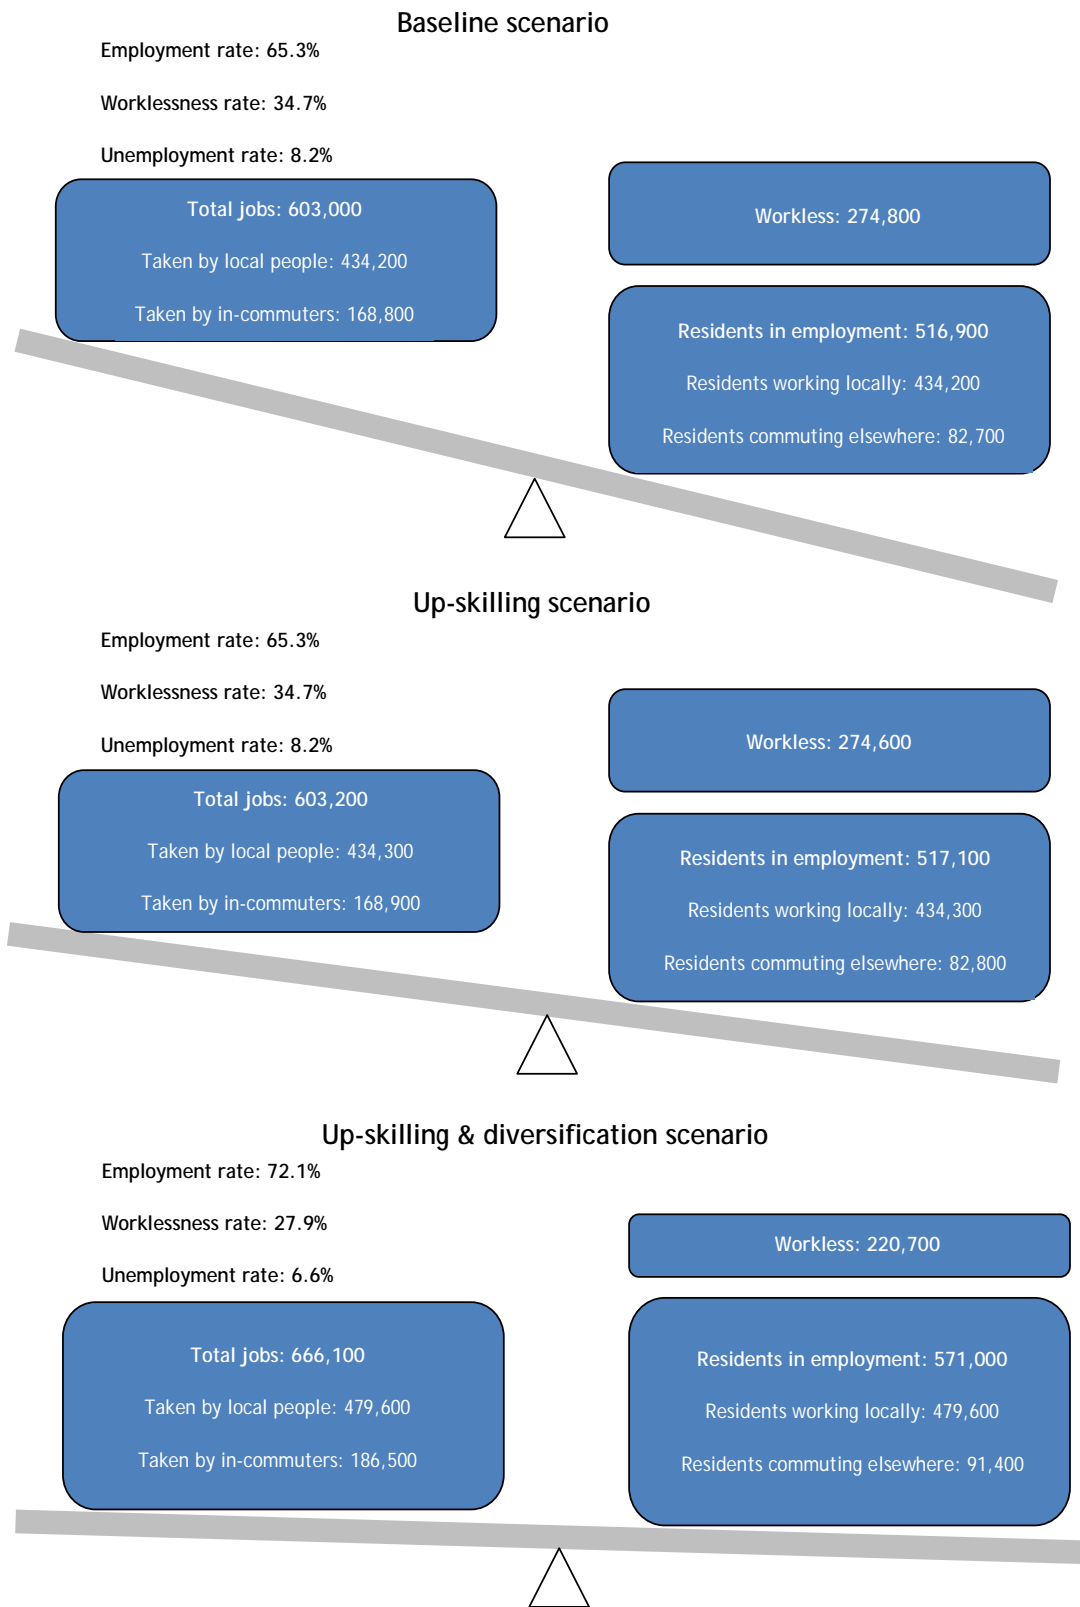 Baseline scenario
Employment rate: 65.3%
Worklessness rate: 34.7%
Unemployment rate: 8.2%
Total jobs: 603,000
Taken by local people: 434,200
Taken by in-commuters: 168,800
Workless: 274,800
Residents in employment: 516,900
Residents working locally: 434,200
Residents commuting elsewhere: 82,700
Up-skilling scenario
Employment rate: 65.3%
Worklessness rate: 34.7%
Unemployment rate: 8.2%
Total jobs: 603,200
Taken by local people: 434,300
Taken by in-commuters: 168,900
Workless: 274,600
Residents in employment: 517,100
Residents working locally: 434,300
Residents commuting elsewhere: 82,800
Up-skilling & diversification scenario
Employment rate: 72.1%
Worklessness rate: 27.9%
Unemployment rate: 6.6%
Total jobs: 666,100
Taken by local people: 479,600
Taken by in-commuters: 186,500
Workless: 220,700
Residents in employment: 571,000
Residents working locally: 479,600
Residents commuting elsewhere: 91,400